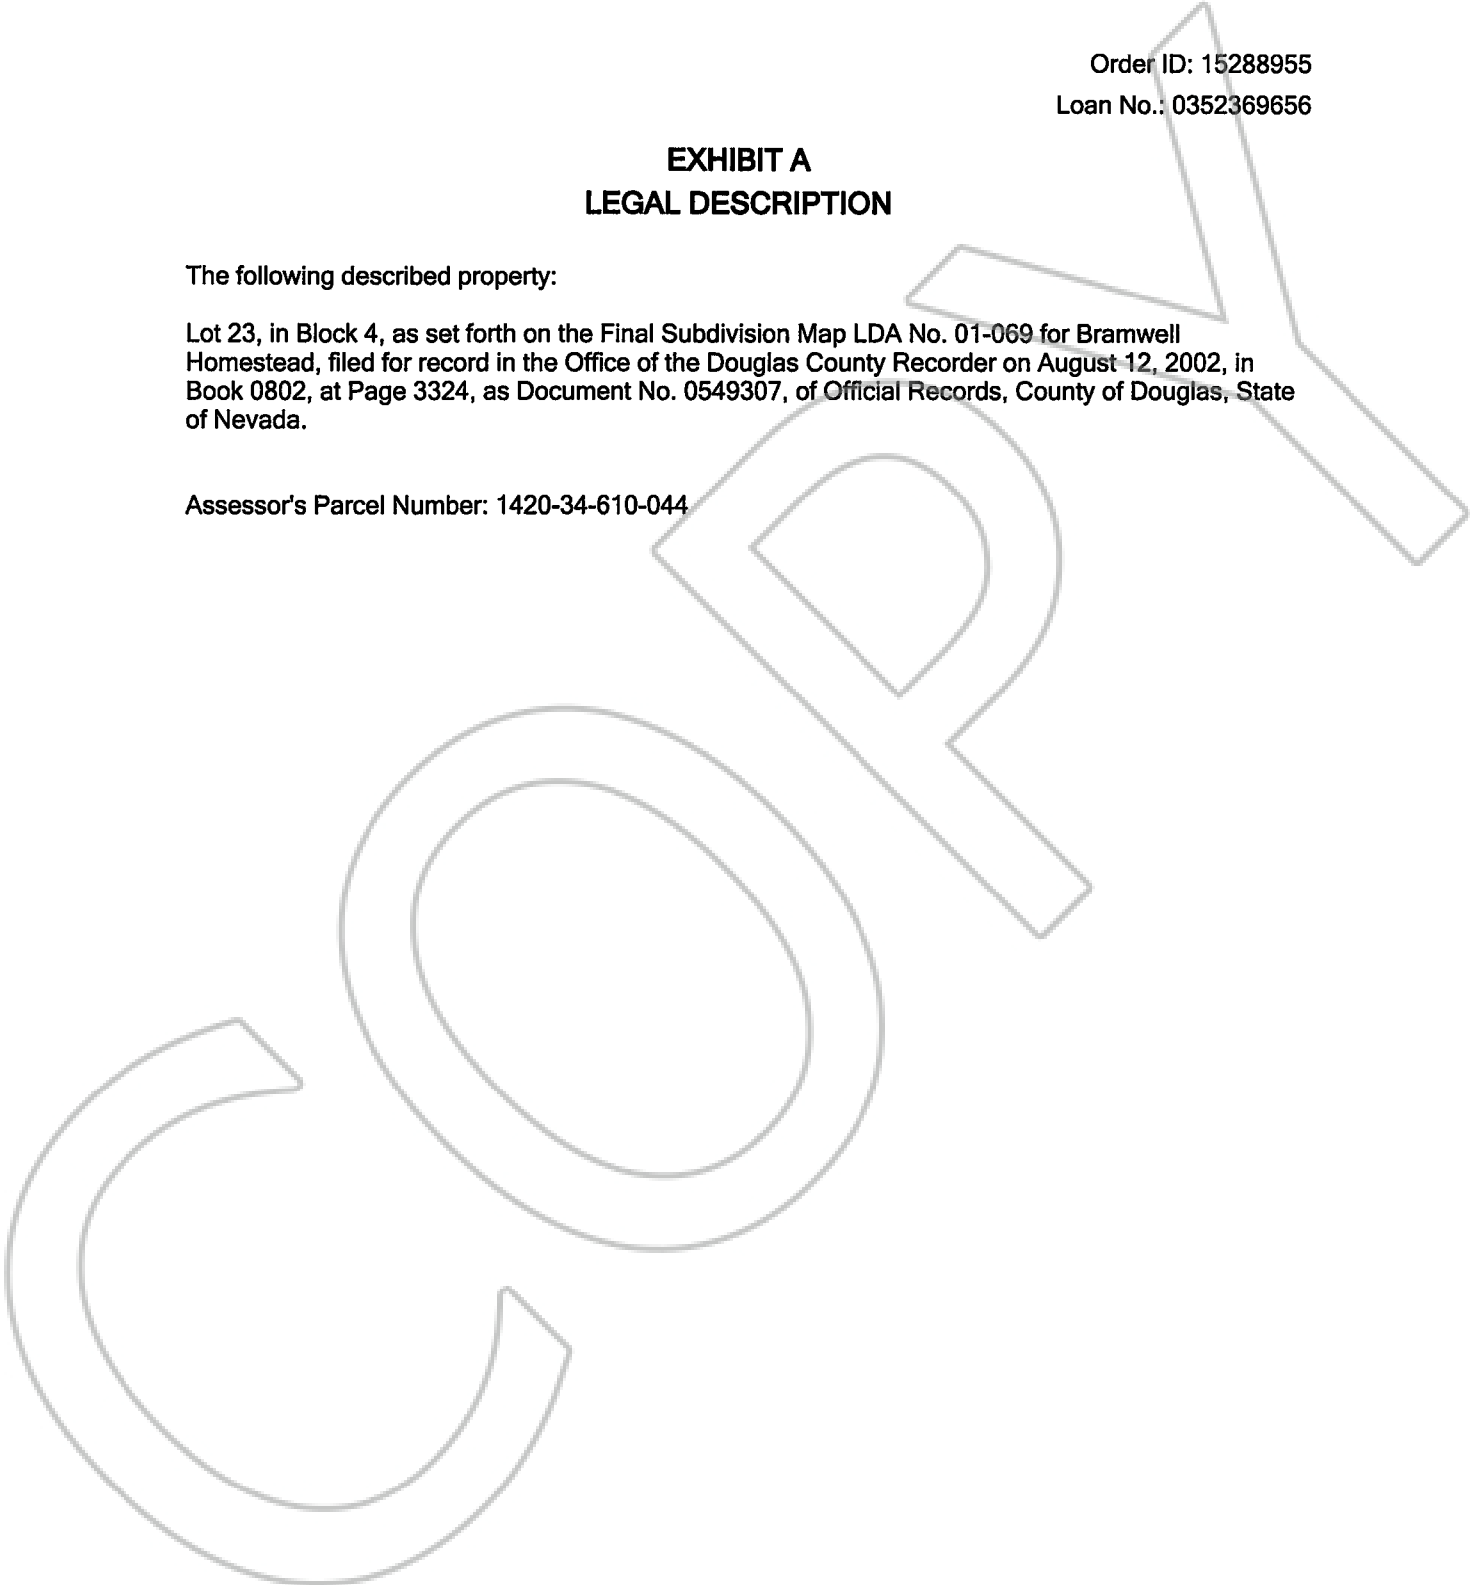 Order ID: 15288955
Loan No.: 0352369656
EXHIBIT A
LEGAL DESCRIPTION
The following described property:
Lot 23, in Block 4, as set forth on the Final Subdivision Map LDA No. 01-069 for Bramwell
Homestead, filed for record in the Office of the Douglas County Recorder on August 12, 2002, in
Book 0802, at Page 3324, as Document No. 0549307, of Official Records, County of Douglas, State
of Nevada.
Assessor's Parcel Number: 1420-34-610-044
COPY